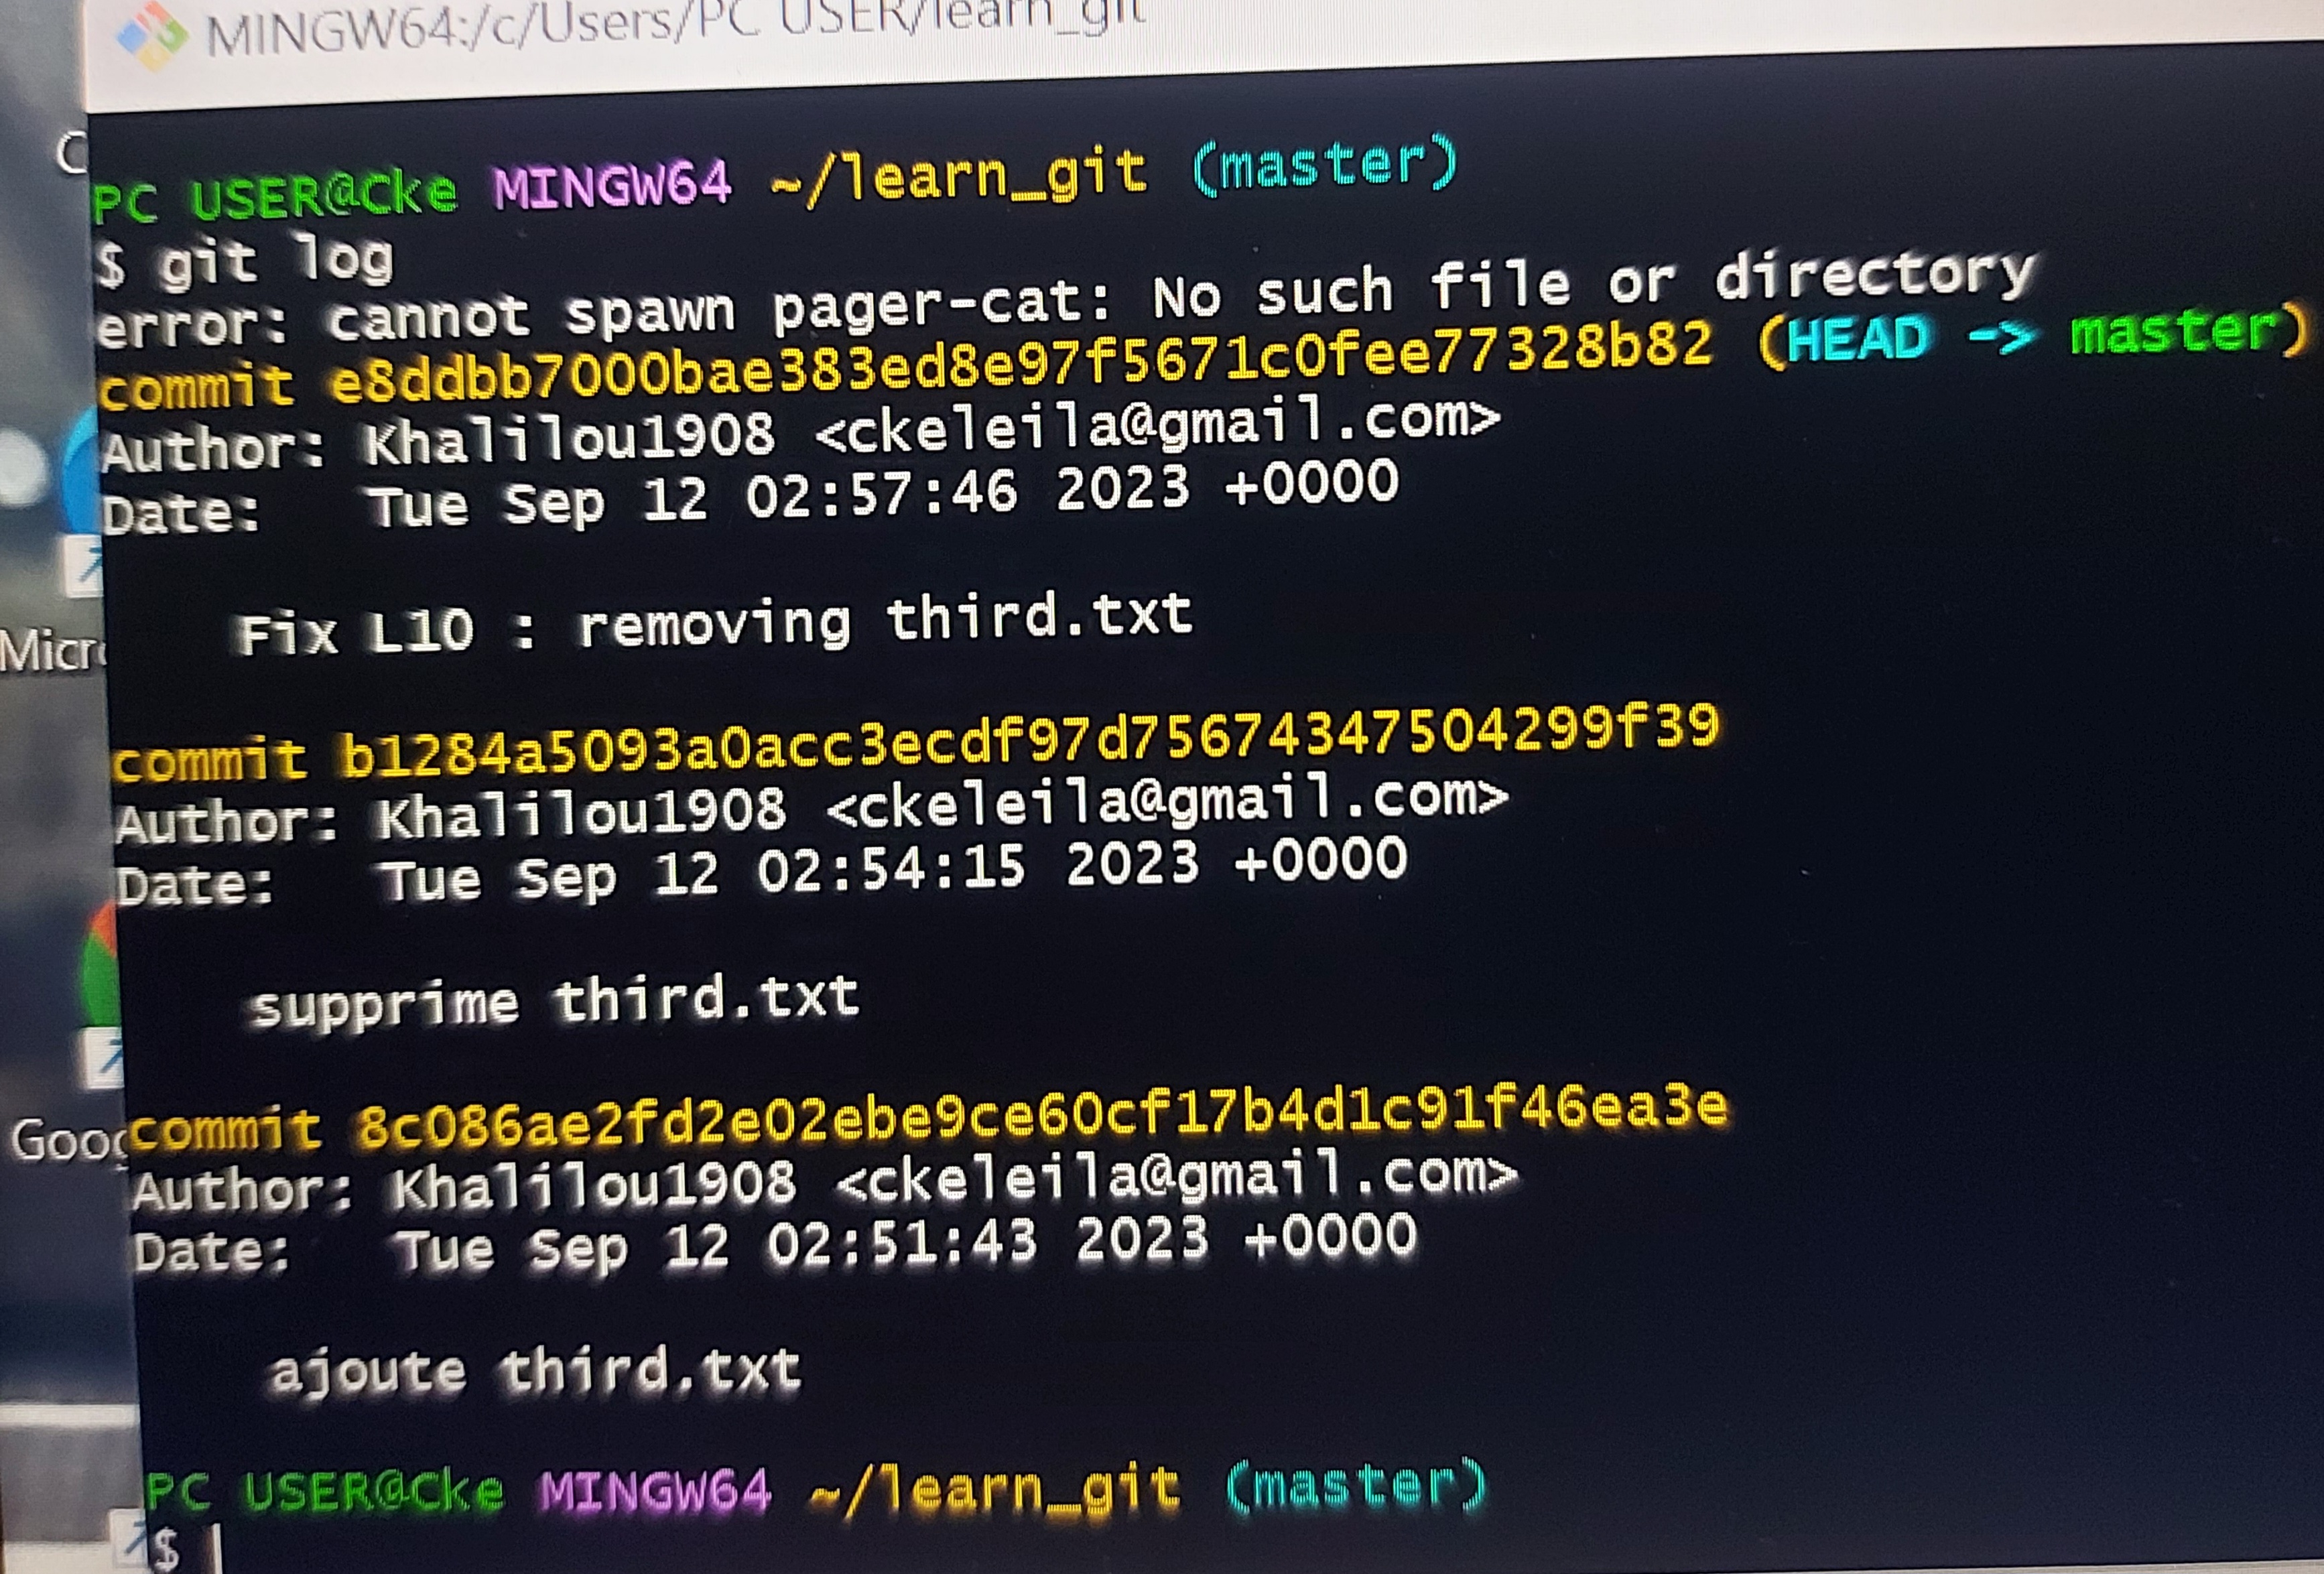 MINGW64:/c/Users/PC USER/learn_git
PC USER@Cke MINGW64 ~/learn_git (master)
$ git log
error: cannot spawn pager-cat: No such file or directory
commit e8ddbb7000bae383ed8e97f5671c0fee77328b82 (HEAD -> master)
Author: Khalilou1908 <ckeleila@gmail.com>
Date:   Tue Sep 12 02:57:46 2023 +0000
Fix L10 : removing third.txt
commit b1284a5093a0acc3ecdf97d75674347504299f39
Author: Khalilou1908 <ckeleila@gmail.com>
Date:   Tue Sep 12 02:54:15 2023 +0000
supprime third.txt
commit 8c086ae2fd2e02ebe9ce60cf17b4d1c91f46ea3e
Author: Khalilou1908 <ckeleila@gmail.com>
Date:   Tue Sep 12 02:51:43 2023 +0000
ajoute third.txt
PC USER@Cke MINGW64 ~/learn_git (master)
$